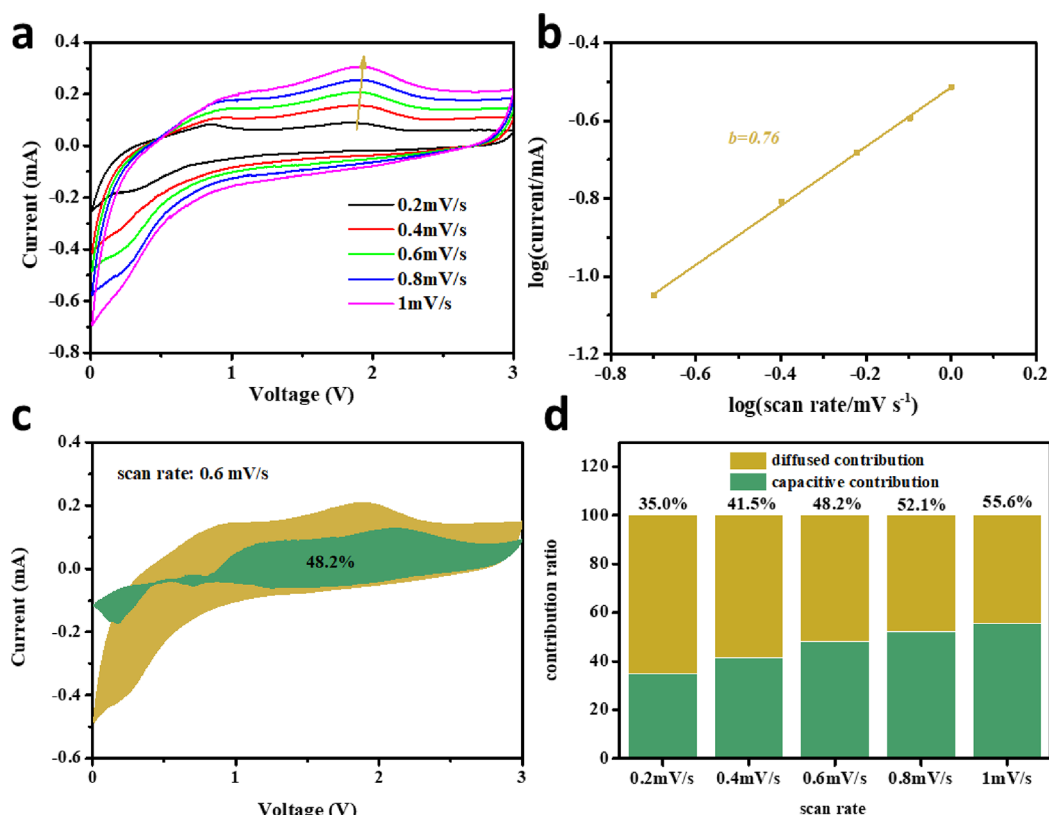 a
0.4
0.2
0.0
-0.2
-0.4
-0.6
-0.8
Current (mA)
0.2mV/s
0.4mV/s
0.6mV/s
0.8mV/s
1mV/s
0 1 2 3
Voltage (V)
b
-0.4
-0.6
-0.8
-1.0
-1.2
log(current/mA)
b=0.76
-0.8 -0.6 -0.4 -0.2 0.0 0.2
log(scan rate/mV s⁻¹)
c
0.4
0.2
0.0
-0.2
-0.4
-0.6
Current (mA)
scan rate: 0.6 mV/s
48.2%
0 1 2 3
Voltage (V)
d
120
100
80
60
40
20
0
contribution ratio
diffused contribution
capacitive contribution
35.0% 41.5% 48.2% 52.1% 55.6%
0.2mV/s 0.4mV/s 0.6mV/s 0.8mV/s 1mV/s
scan rate